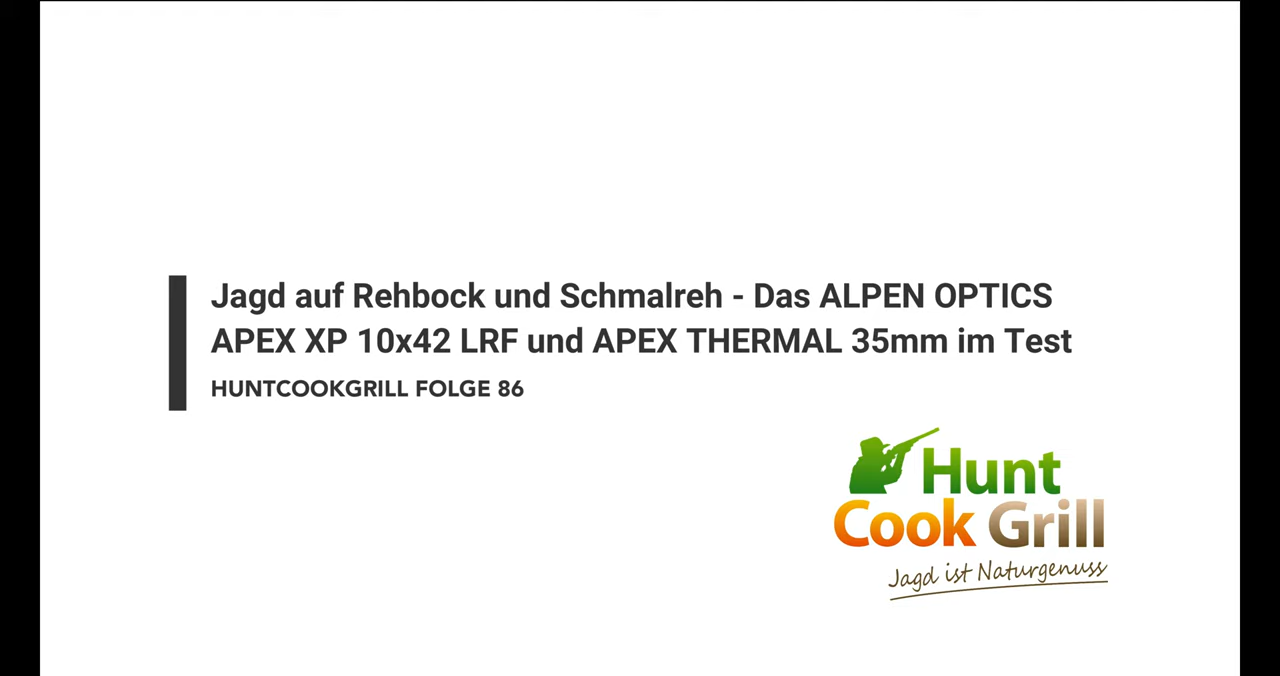 Jagd auf Rehbock und Schmalreh - Das ALPEN OPTICS
APEX XP 10x42 LRF und APEX THERMAL 35mm im Test
HUNTCOOKGRILL FOLGE 86
Hunt
Cook Grill
Jagd ist Naturgenuss